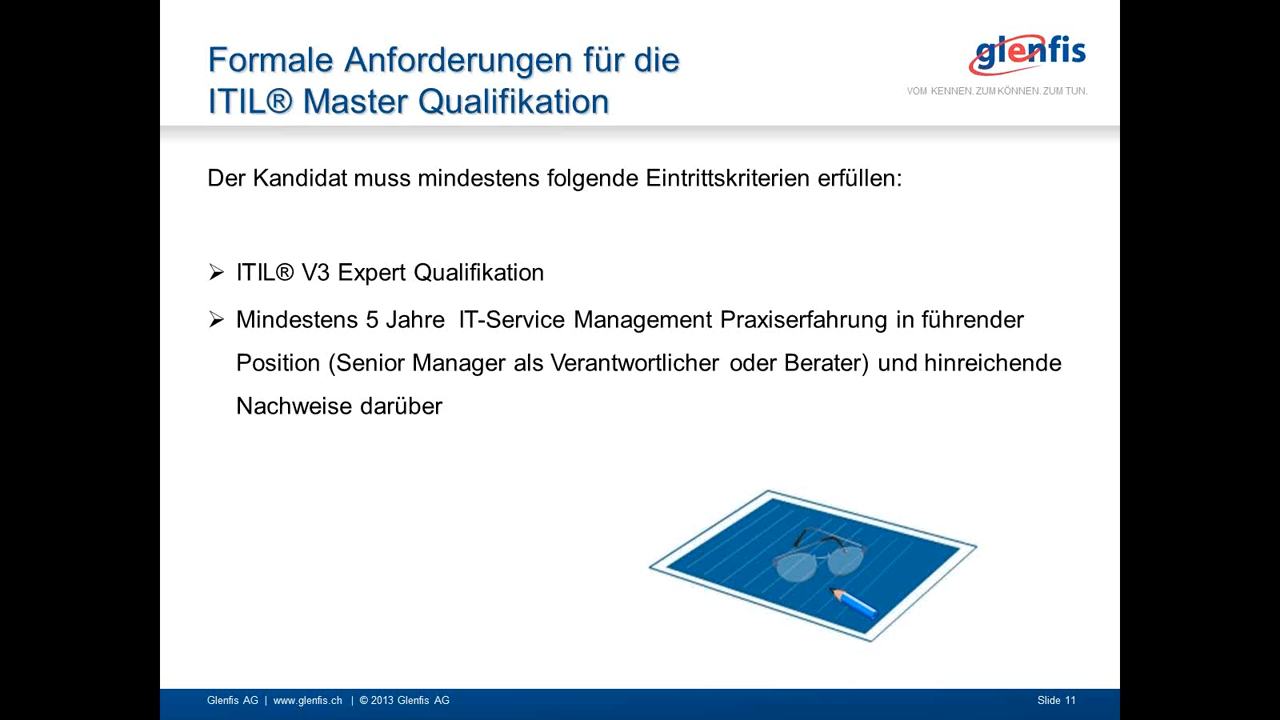 Formale Anforderungen für die
ITIL® Master Qualifikation
glenfis
VOM KENNEN. ZUM KÖNNEN. ZUM TUN.
Der Kandidat muss mindestens folgende Eintrittskriterien erfüllen:
➢ ITIL® V3 Expert Qualifikation
➢ Mindestens 5 Jahre IT-Service Management Praxiserfahrung in führender
Position (Senior Manager als Verantwortlicher oder Berater) und hinreichende
Nachweise darüber
Glenfis AG | www.glenfis.ch | © 2013 Glenfis AG
Slide 11